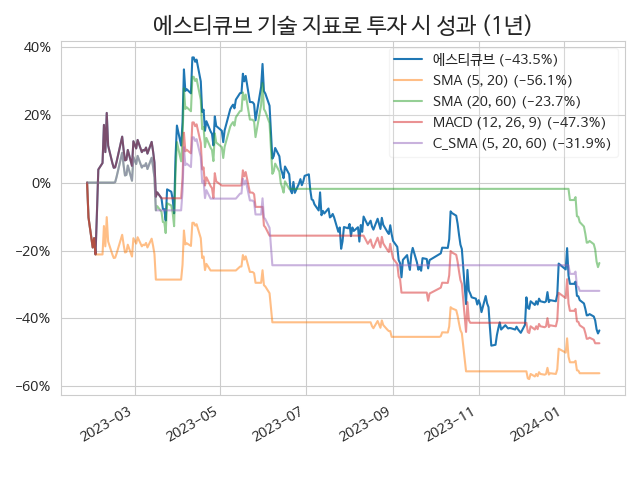 에스티큐브 기술 지표로 투자 시 성과 (1년)
에스티큐브 (−43.5%)
SMA (5, 20) (−56.1%)
SMA (20, 60) (−23.7%)
MACD (12, 26, 9) (−47.3%)
C_SMA (5, 20, 60) (−31.9%)
40%
20%
0%
−20%
−40%
−60%
2023−03
2023−05
2023−07
2023−09
2023−11
2024−01